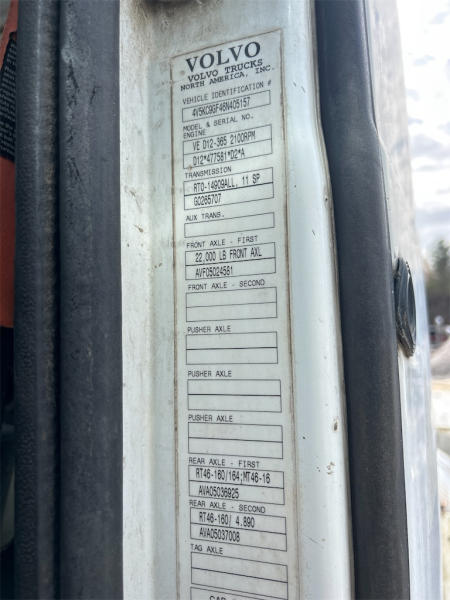 VOLVO
VOLVO TRUCKS
NORTH AMERICA, INC.
VEHICLE IDENTIFICATION #
4V5KC9GF46N405157
MODEL & SERIAL NO.
ENGINE
VE D12-365 2100RPM
D12*477581*D2*A
TRANSMISSION
RTO-14909ALL, 11 SP
G0265707
AUX TRANS.
FRONT AXLE - FIRST
22,000 LB FRONT AXL
AVF05024581
FRONT AXLE - SECOND
PUSHER AXLE
PUSHER AXLE
PUSHER AXLE
REAR AXLE - FIRST
RT46-160/164;MT46-16
AVA05036925
REAR AXLE - SECOND
RT46-160/ 4.890
AVA05037008
TAG AXLE